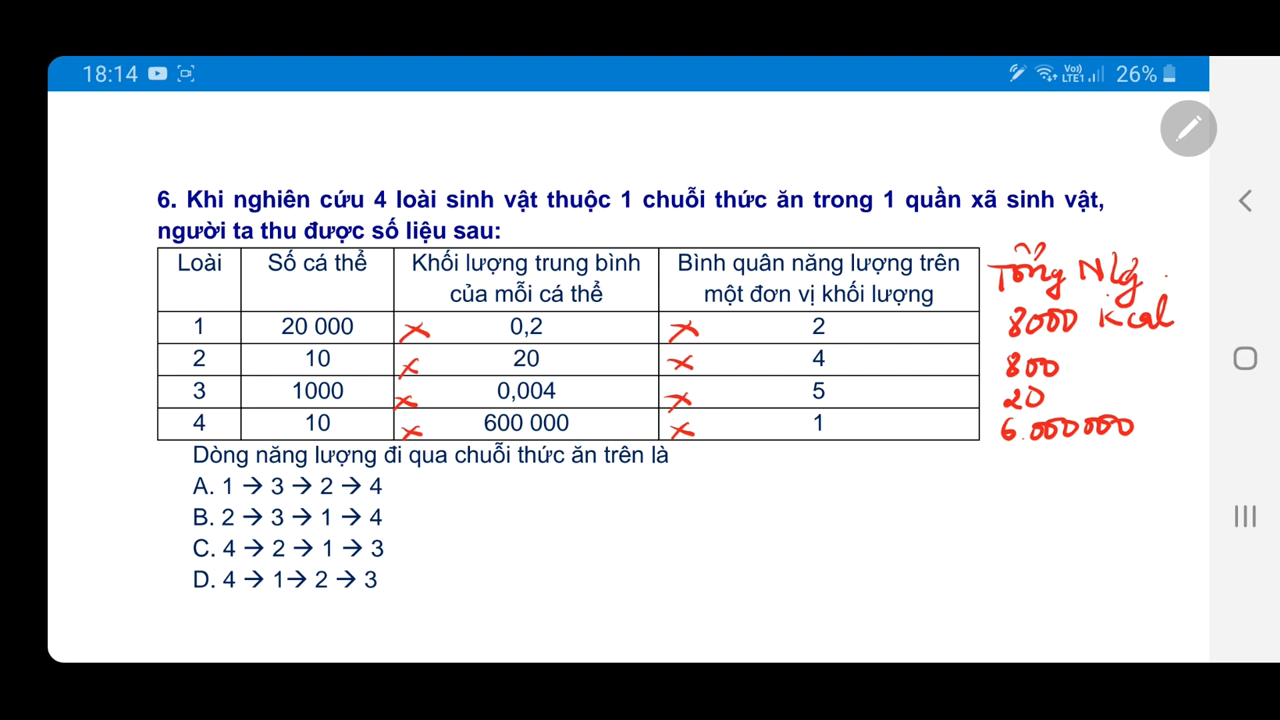 18:14 Vo) LTE1 26%
6. Khi nghiên cứu 4 loài sinh vật thuộc 1 chuỗi thức ăn trong 1 quần xã sinh vật,
người ta thu được số liệu sau:
Loài Số cá thể Khối lượng trung bình của mỗi cá thể Bình quân năng lượng trên một đơn vị khối lượng Tổng Nlg
1 20 000 x 0,2 x 2 8000 kcal
2 10 x 20 x 4 800
3 1000 x 0,004 x 5 20
4 10 x 600 000 x 1 6.000000
Dòng năng lượng đi qua chuỗi thức ăn trên là
A. 1 → 3 → 2 → 4
B. 2 → 3 → 1 → 4
C. 4 → 2 → 1 → 3
D. 4 → 1→ 2 → 3